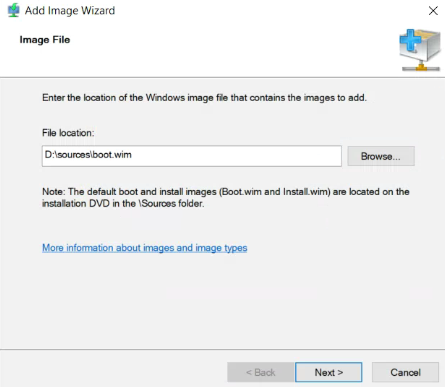 Add Image Wizard
Image File
Enter the location of the Windows image file that contains the images to add.
File location:
D:\sources\boot.wim
Browse...
Note: The default boot and install images (Boot.wim and Install.wim) are located on the
installation DVD in the \Sources folder.
More information about images and image types
< Back
Next >
Cancel